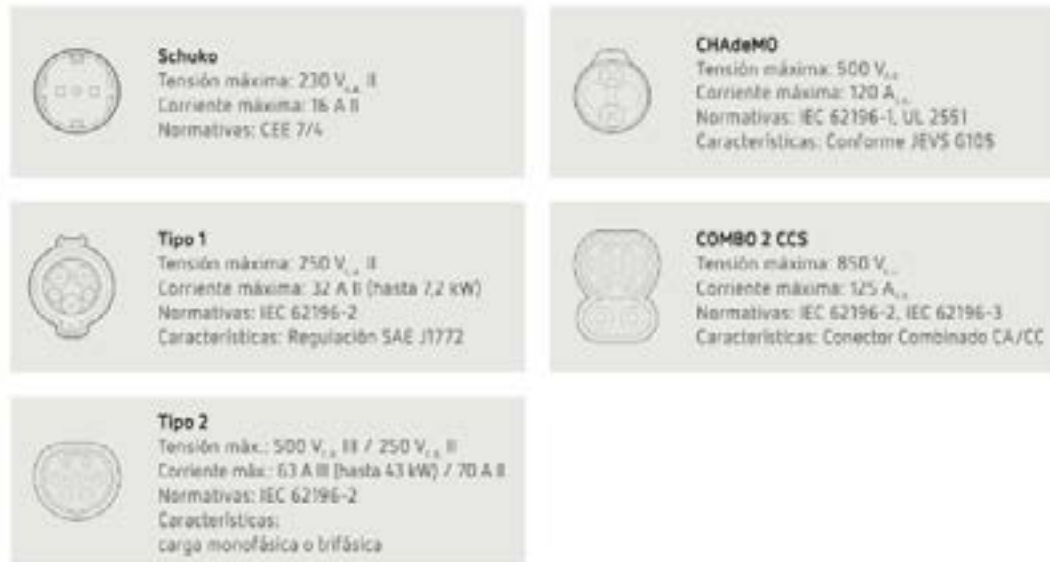 Schuko
Tensión máxima: 230 V c.a. II
Corriente máxima: 16 A II
Normativas: CEE 7/4
CHAdeMO
Tensión máxima: 500 V
Corriente máxima: 120 A
Normativas: IEC 62196-1, UL 2551
Características: Conforme JEVS G105
Tipo 1
Tensión máxima: 250 V c.a. II
Corriente máxima: 32 A II (hasta 7,2 kW)
Normativas: IEC 62196-2
Características: Regulación SAE J1772
COMBO 2 CCS
Tensión máxima: 850 V
Corriente máxima: 125 A
Normativas: IEC 62196-2, IEC 62196-3
Características: Conector Combinado CA/CC
Tipo 2
Tensión máx.: 500 V c.a. III / 250 V c.a. II
Corriente máx.: 63 A III (hasta 43 kW) / 70 A II
Normativas: IEC 62196-2
Características:
carga monofásica o trifásica